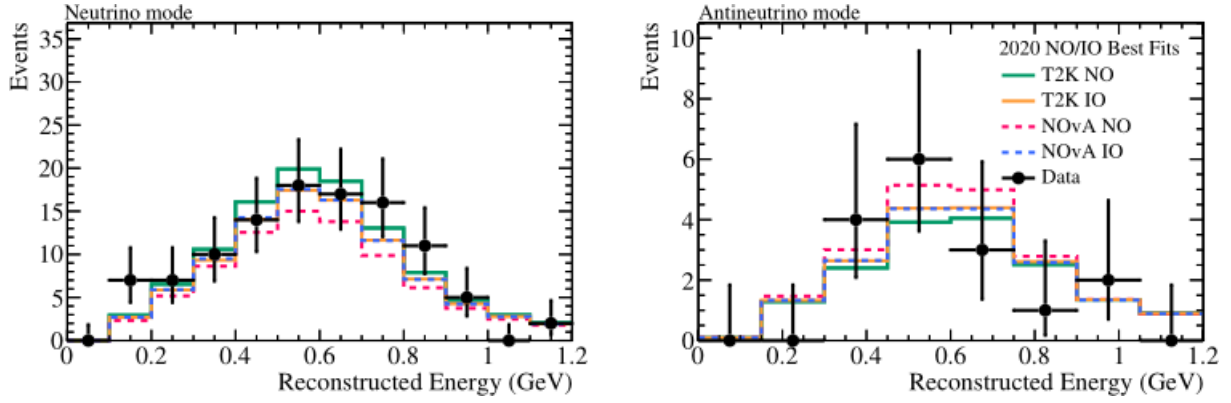 Neutrino mode
Events
35
30
25
20
15
10
5
0
0 0.2 0.4 0.6 0.8 1 1.2
Reconstructed Energy (GeV)
Antineutrino mode
Events
10
8
6
4
2
0
0 0.2 0.4 0.6 0.8 1 1.2
Reconstructed Energy (GeV)
2020 NO/IO Best Fits
T2K NO
T2K IO
NOvA NO
NOvA IO
Data